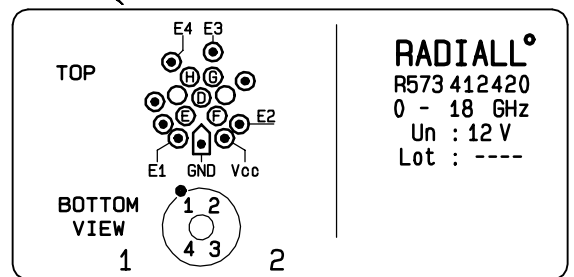 E4 E3
TOP
H G
D
E F
E2
E1 GND Vcc
BOTTOM
VIEW
1 2
4 3
1 2
RADIALL°
R573 412420
0 - 18 GHz
Un : 12 V
Lot : ----